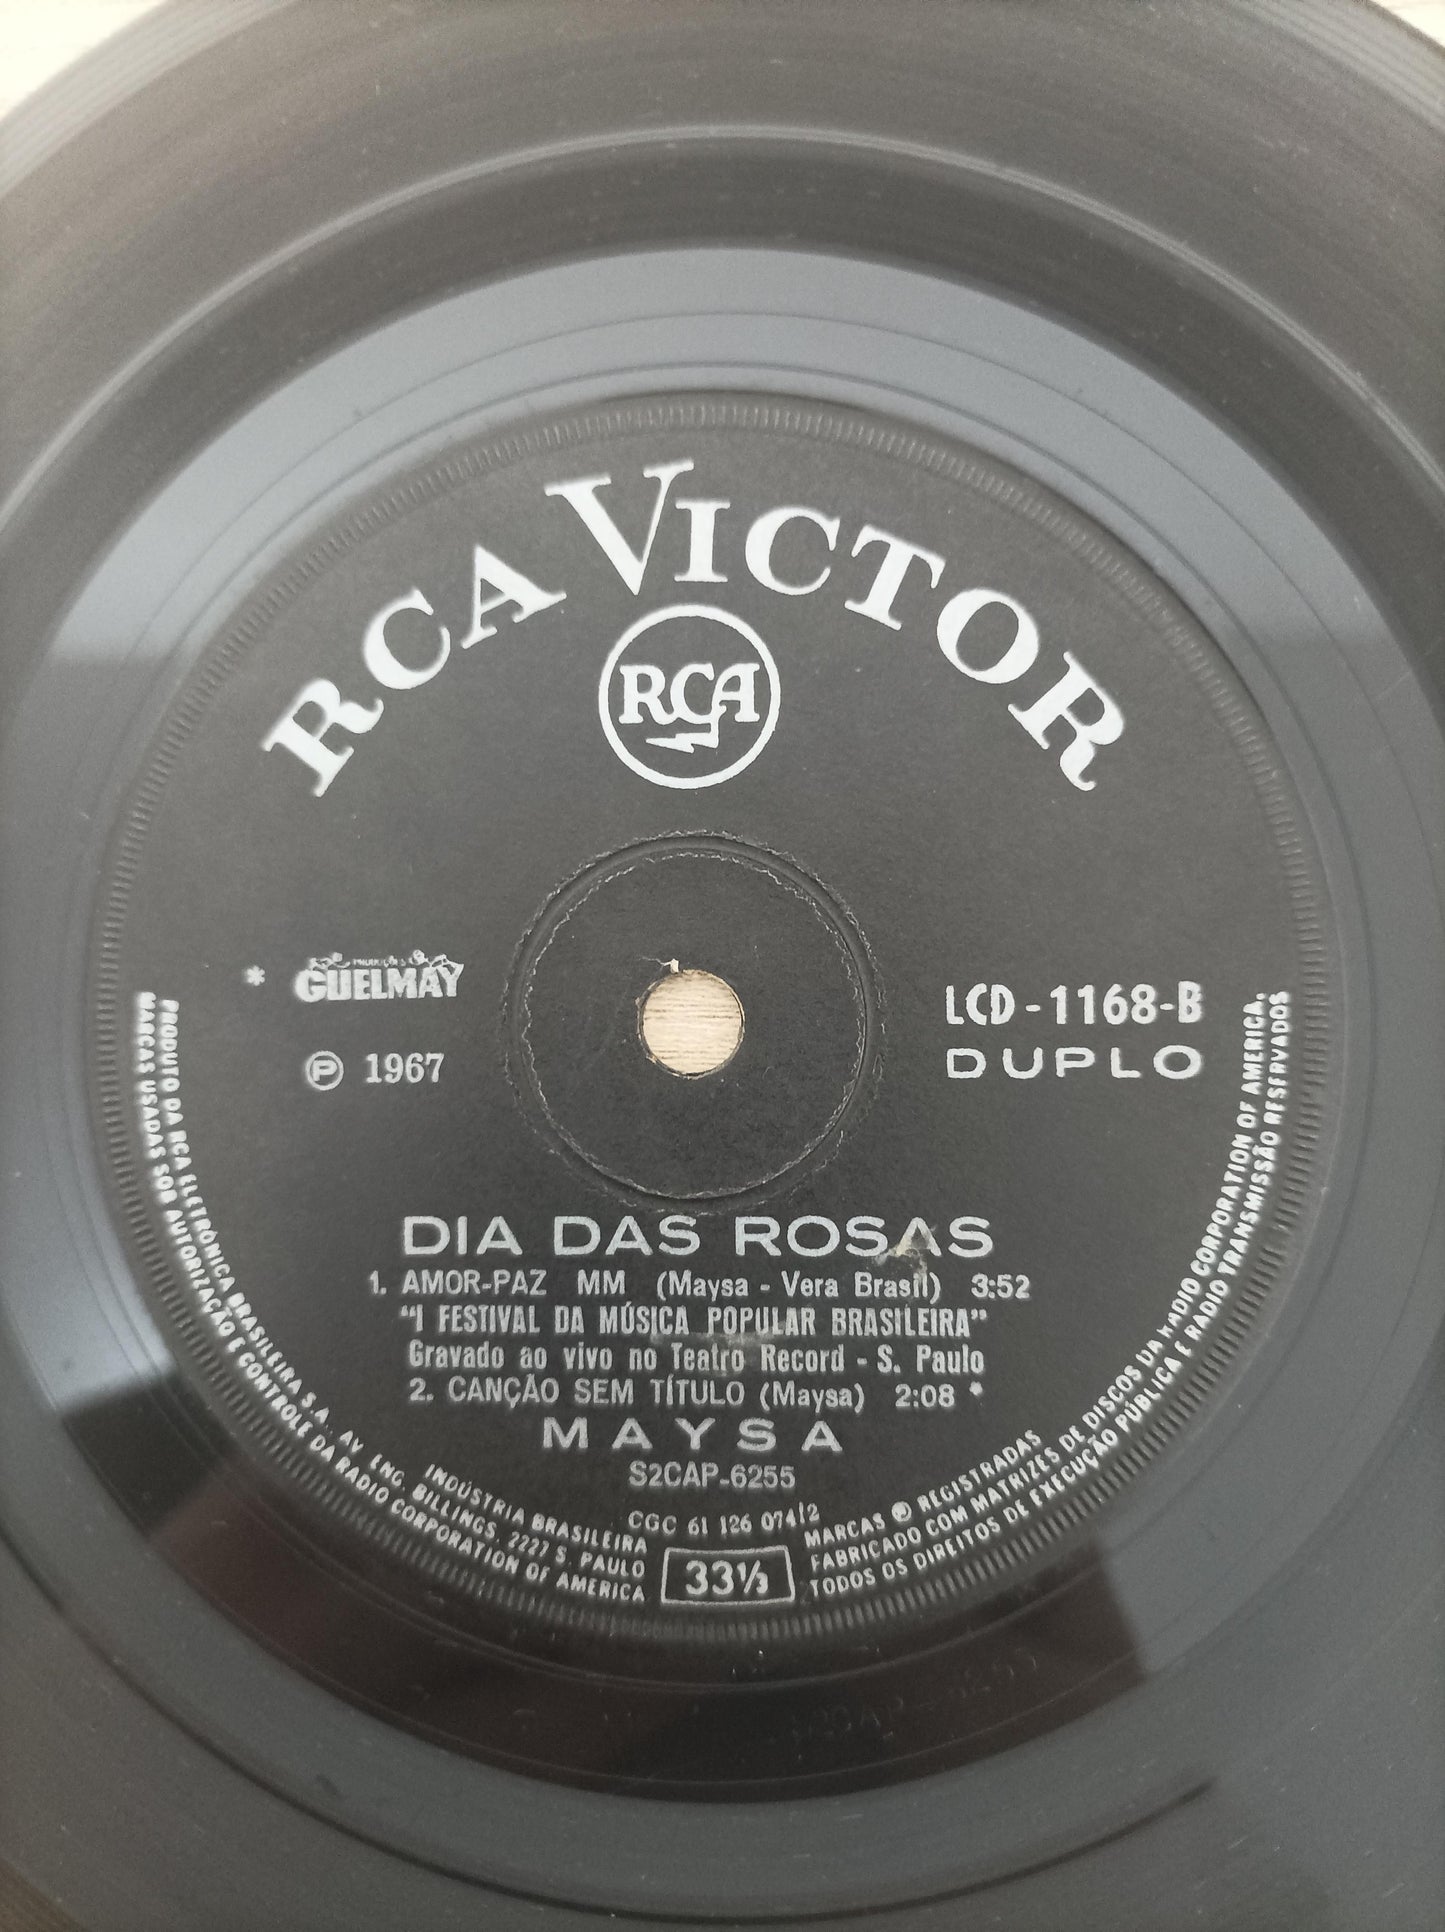 RCA VICTOR
RCA
* PRODUÇÕES
GUELMAY
Ⓟ 1967
LCD-1168-B
DUPLO
DIA DAS ROSAS
1. AMOR-PAZ MM (Maysa - Vera Brasil) 3:52
"I FESTIVAL DA MÚSICA POPULAR BRASILEIRA"
Gravado ao vivo no Teatro Record - S. Paulo
2. CANÇÃO SEM TÍTULO (Maysa) 2:08 *
MAYSA
S2CAP-6255
CGC 61 126 07412
33⅓
PRODUTO DA RCA ELETRÔNICA BRASILEIRA S.A., AV. ENG. BILLINGS, 2227 S. PAULO
INDÚSTRIA BRASILEIRA
MARCAS USADAS SOB AUTORIZAÇÃO E CONTROLE DA RADIO CORPORATION OF AMERICA
MARCAS ® REGISTRADAS
FABRICADO COM MATRIZES DE DISCOS DA RADIO CORPORATION OF AMERICA.
TODOS OS DIREITOS DE EXECUÇÃO PÚBLICA E RADIO TRANSMISSÃO RESERVADOS